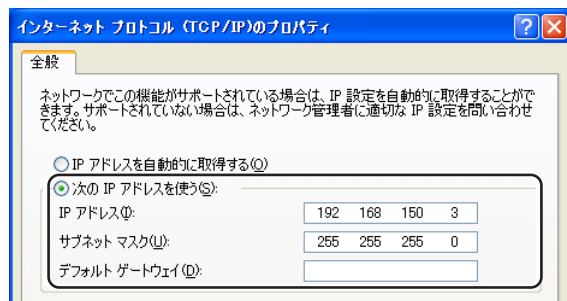 インターネット プロトコル (TCP/IP)のプロパティ
全般
ネットワークでこの機能がサポートされている場合は、IP 設定を自動的に取得することがで
きます。サポートされていない場合は、ネットワーク管理者に適切な IP 設定を問い合わせ
てください。
IP アドレスを自動的に取得する(O)
次の IP アドレスを使う(S):
IP アドレス(I): 192 168 150 3
サブネット マスク(U): 255 255 255 0
デフォルト ゲートウェイ(D):